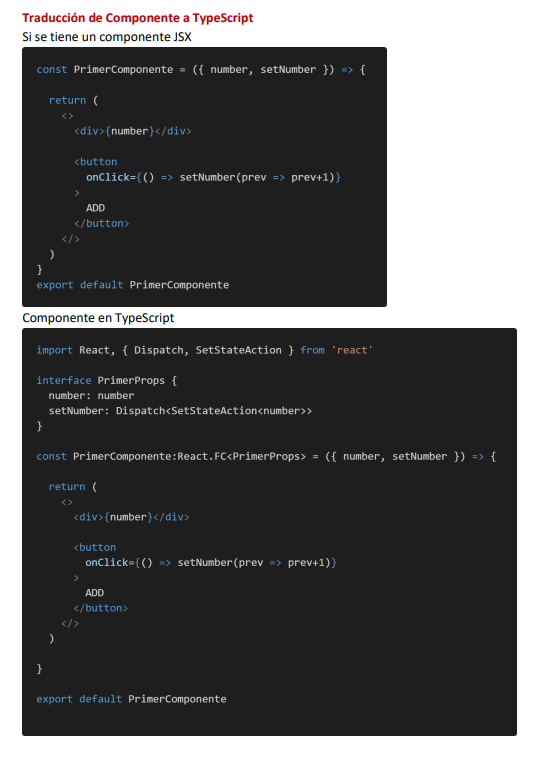 Traducción de Componente a TypeScript
Si se tiene un componente JSX
const PrimerComponente = ({ number, setNumber }) => {
return (
<>
<div>{number}</div>
<button
onClick={() => setNumber(prev => prev+1)}
>
ADD
</button>
</>
)
}
export default PrimerComponente
Componente en TypeScript
import React, { Dispatch, SetStateAction } from 'react'
interface PrimerProps {
number: number
setNumber: Dispatch<SetStateAction<number>>
}
const PrimerComponente:React.FC<PrimerProps> = ({ number, setNumber }) => {
return (
<>
<div>{number}</div>
<button
onClick={() => setNumber(prev => prev+1)}
>
ADD
</button>
</>
)
}
export default PrimerComponente